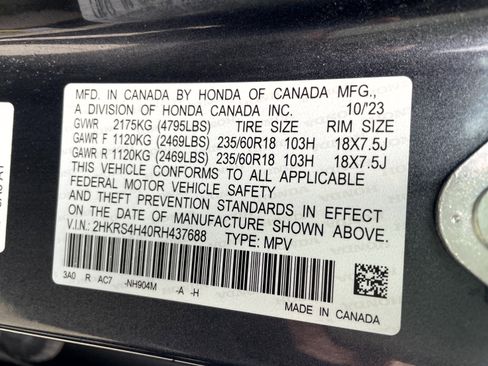 MFD. IN CANADA BY HONDA OF CANADA MFG.,
A DIVISION OF HONDA CANADA INC. 10/'23
GVWR 2175KG (4795LBS) TIRE SIZE RIM SIZE
GAWR F 1120KG (2469LBS) 235/60R18 103H 18X7.5J
GAWR R 1120KG (2469LBS) 235/60R18 103H 18X7.5J
THIS VEHICLE CONFORMS TO ALL APPLICABLE
FEDERAL MOTOR VEHICLE SAFETY
AND THEFT PREVENTION STANDARDS IN EFFECT
ON THE DATE OF MANUFACTURE SHOWN ABOVE.
V.I.N: 2HKRS4H40RH437688 TYPE: MPV
3A0 R AC7 -NH904M -A -H
MADE IN CANADA